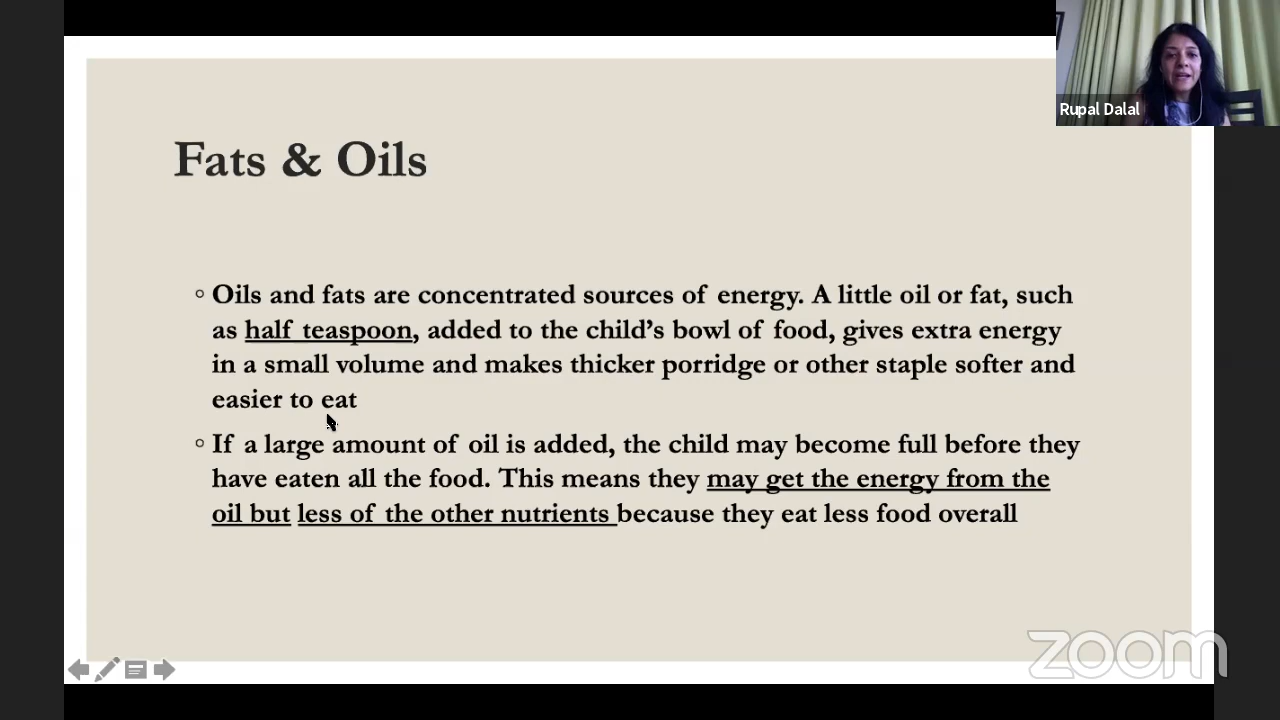 Rupal Dalal
Fats & Oils
◦ Oils and fats are concentrated sources of energy. A little oil or fat, such
as half teaspoon, added to the child’s bowl of food, gives extra energy
in a small volume and makes thicker porridge or other staple softer and
easier to eat
◦ If a large amount of oil is added, the child may become full before they
have eaten all the food. This means they may get the energy from the
oil but less of the other nutrients because they eat less food overall
zoom